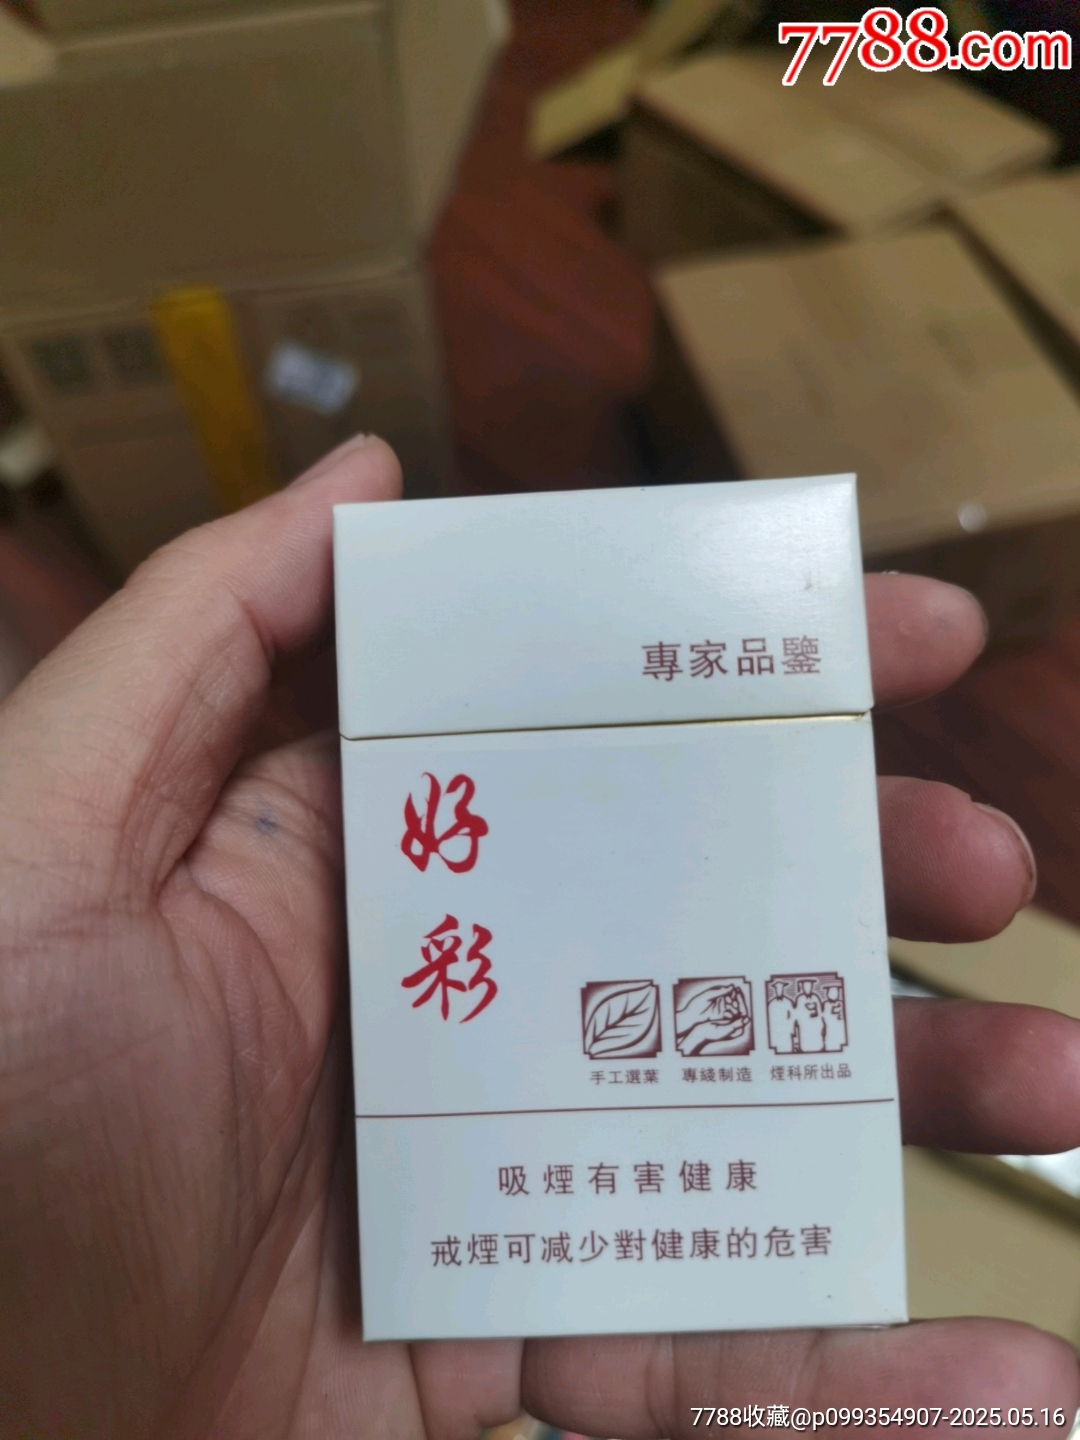 7788.com
專家品鑒
好
彩
手工選葉 專綫制造 煙科所出品
吸煙有害健康
戒煙可减少對健康的危害
7788收藏@p099354907-2025.05.16